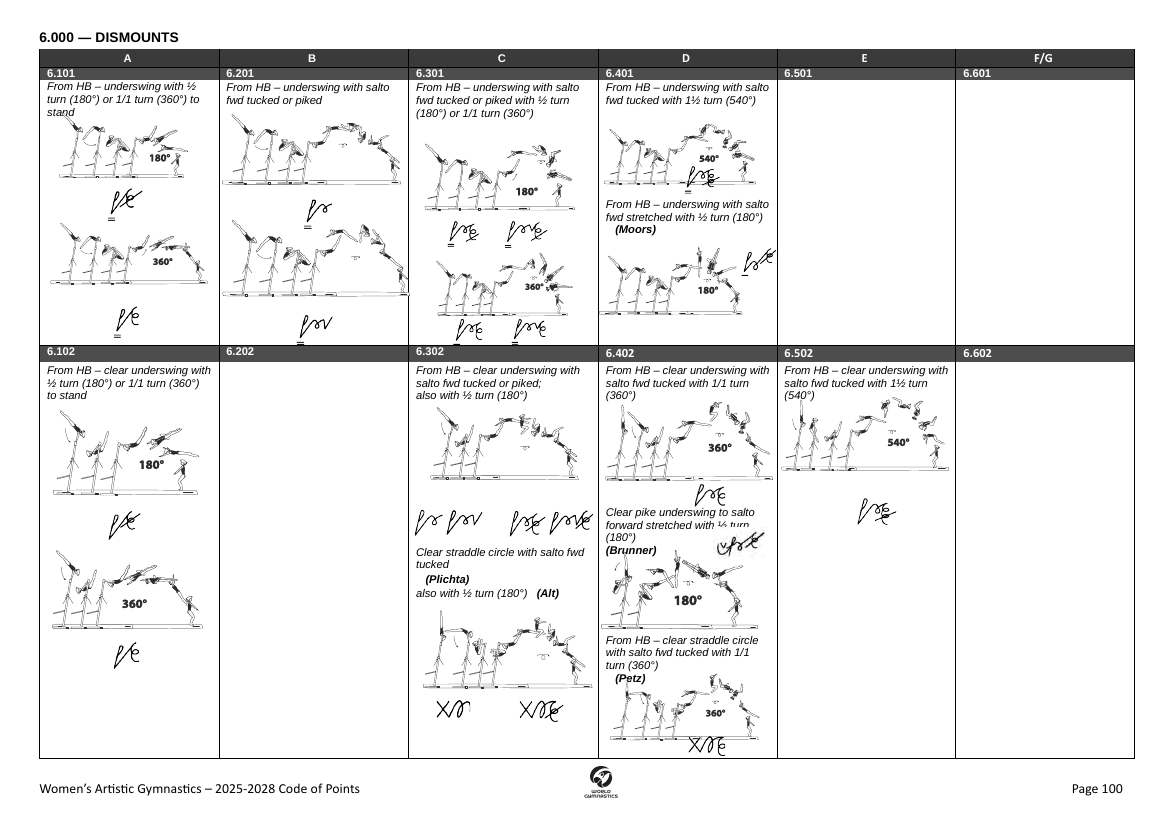 6.000 — DISMOUNTS
A
B
C
D
E
F/G
6.101
6.201
6.301
6.401
6.501
6.601
From HB – underswing with ½
turn (180°) or 1/1 turn (360°) to
stand
180°
360°
From HB – underswing with salto
fwd tucked or piked
From HB – underswing with salto
fwd tucked or piked with ½ turn
(180°) or 1/1 turn (360°)
180°
360°
From HB – underswing with salto
fwd tucked with 1½ turn (540°)
540°
From HB – underswing with salto
fwd stretched with ½ turn (180°)
(Moors)
180°
6.102
6.202
6.302
6.402
6.502
6.602
From HB – clear underswing with
½ turn (180°) or 1/1 turn (360°)
to stand
180°
360°
From HB – clear underswing with
salto fwd tucked or piked;
also with ½ turn (180°)
Clear straddle circle with salto fwd
tucked
(Plichta)
also with ½ turn (180°) (Alt)
From HB – clear underswing with
salto fwd tucked with 1/1 turn
(360°)
360°
Clear pike underswing to salto
forward stretched with ½ turn
(180°)
(Brunner)
180°
From HB – clear straddle circle
with salto fwd tucked with 1/1
turn (360°)
(Petz)
360°
From HB – clear underswing with
salto fwd tucked with 1½ turn
(540°)
540°
Women's Artistic Gymnastics – 2025-2028 Code of Points
WORLD
GYMNASTICS
Page 100